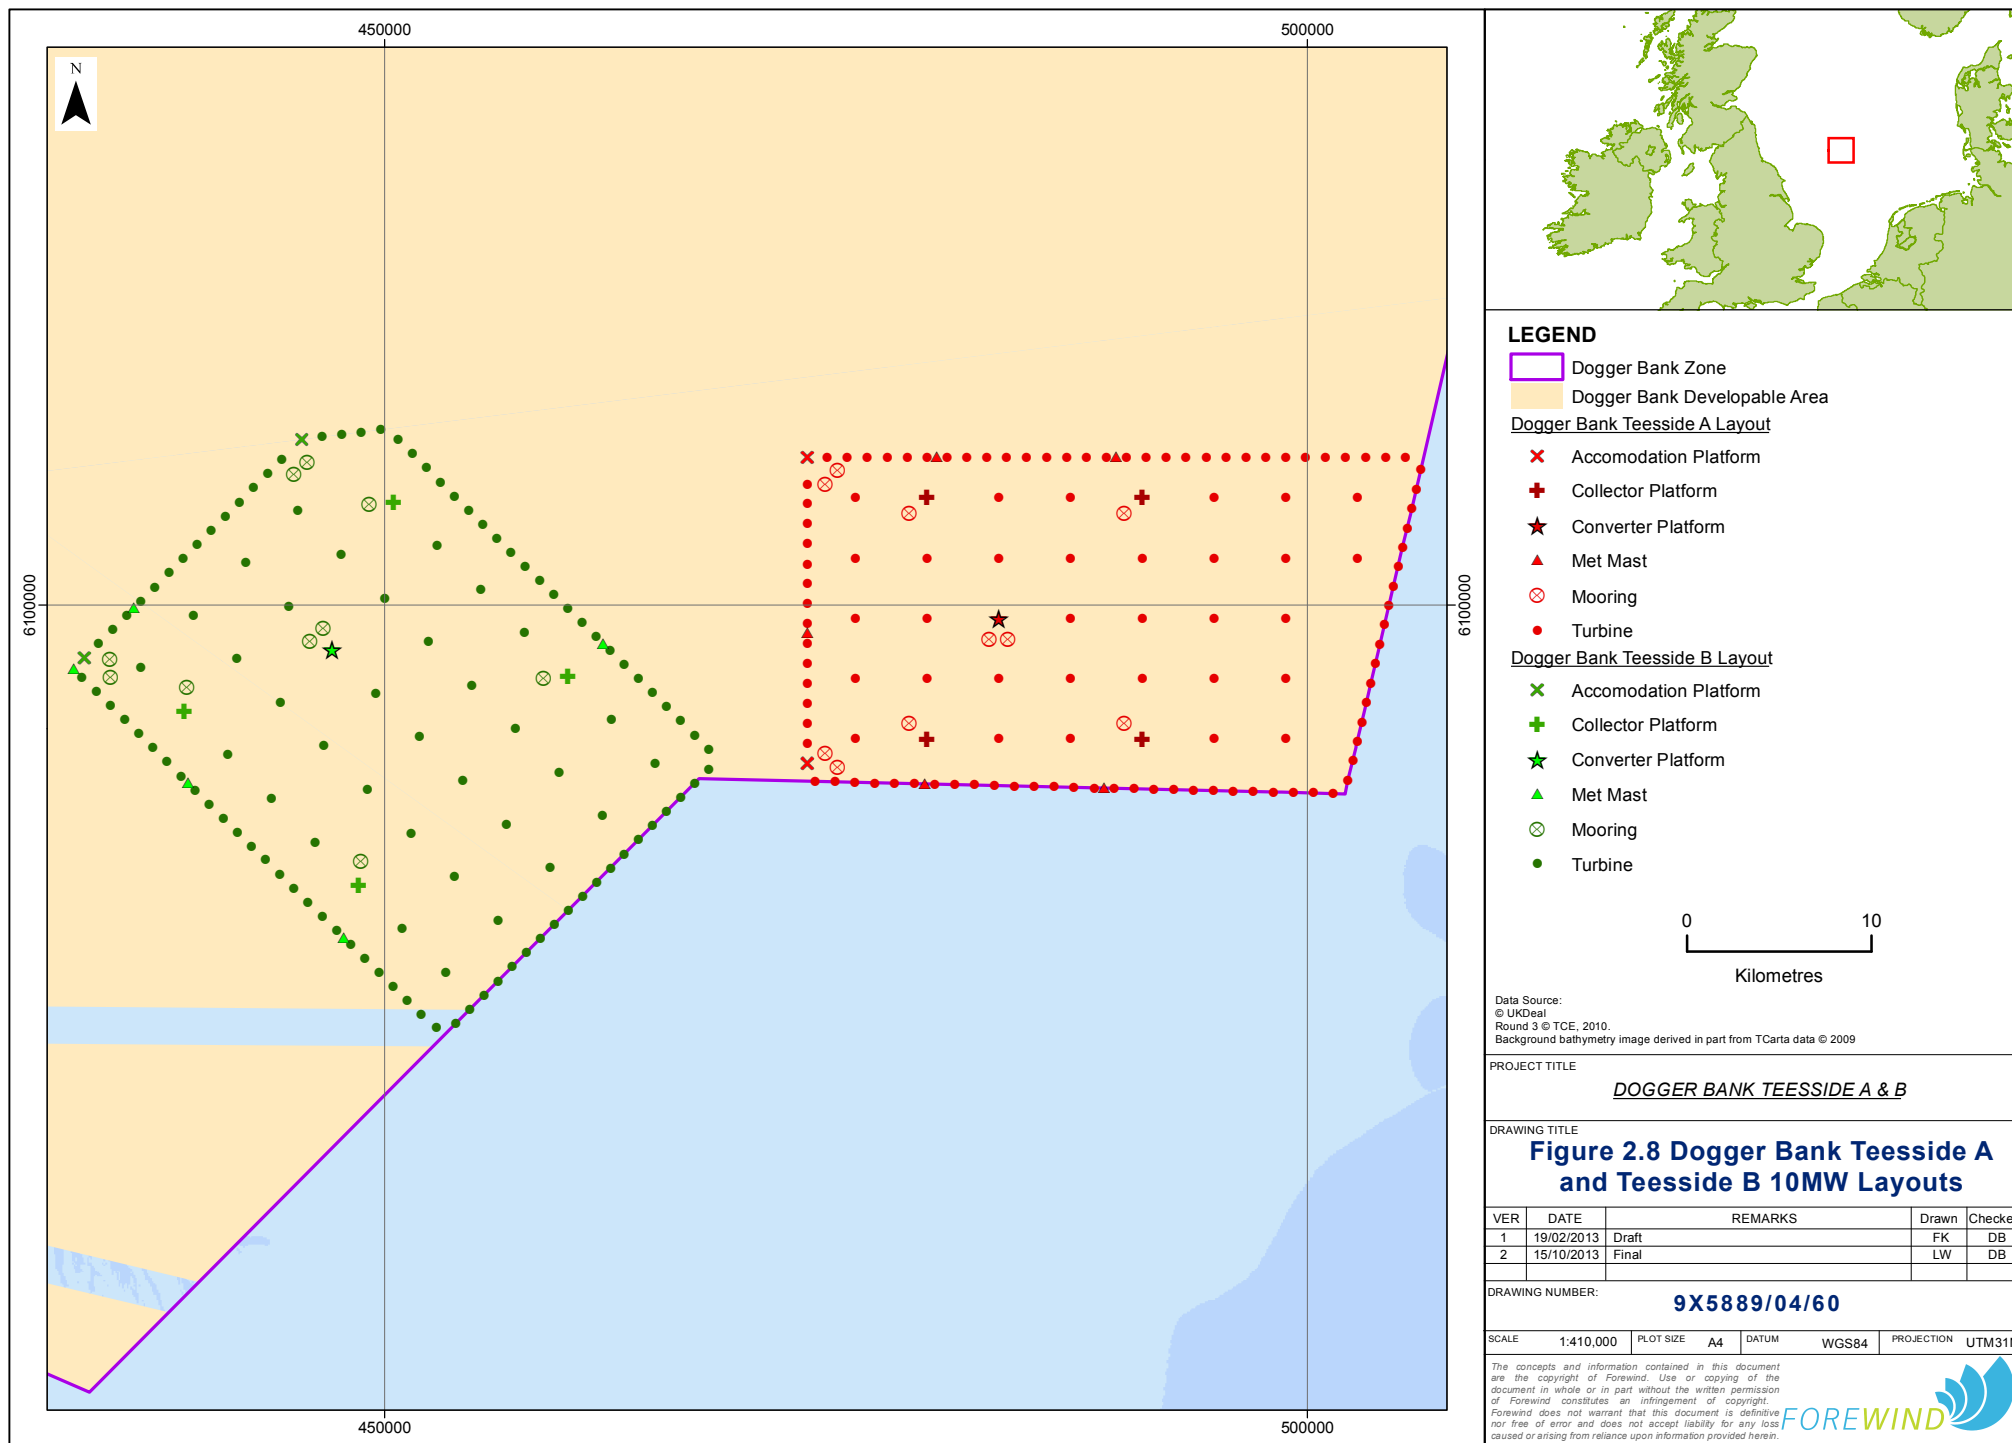 450000
500000
N
6100000
6100000
450000
500000
LEGEND
Dogger Bank Zone
Dogger Bank Developable Area
Dogger Bank Teesside A Layout
Accomodation Platform
Collector Platform
Converter Platform
Met Mast
Mooring
Turbine
Dogger Bank Teesside B Layout
Accomodation Platform
Collector Platform
Converter Platform
Met Mast
Mooring
Turbine
0 10
Kilometres
Data Source:
© UKDeal
Round 3 © TCE, 2010.
Background bathymetry image derived in part from TCarta data © 2009
PROJECT TITLE
DOGGER BANK TEESSIDE A & B
DRAWING TITLE
Figure 2.8 Dogger Bank Teesside A
and Teesside B 10MW Layouts
VER DATE REMARKS Drawn Checke
1 19/02/2013 Draft FK DB
2 15/10/2013 Final LW DB
DRAWING NUMBER:
9X5889/04/60
SCALE 1:410,000 PLOT SIZE A4 DATUM WGS84 PROJECTION UTM31N
The concepts and information contained in this document
are the copyright of Forewind. Use or copying of the
document in whole or in part without the written permission
of Forewind constitutes an infringement of copyright.
Forewind does not warrant that this document is definitive
nor free of error and does not accept liability for any loss
caused or arising from reliance upon information provided herein.
FOREWIND